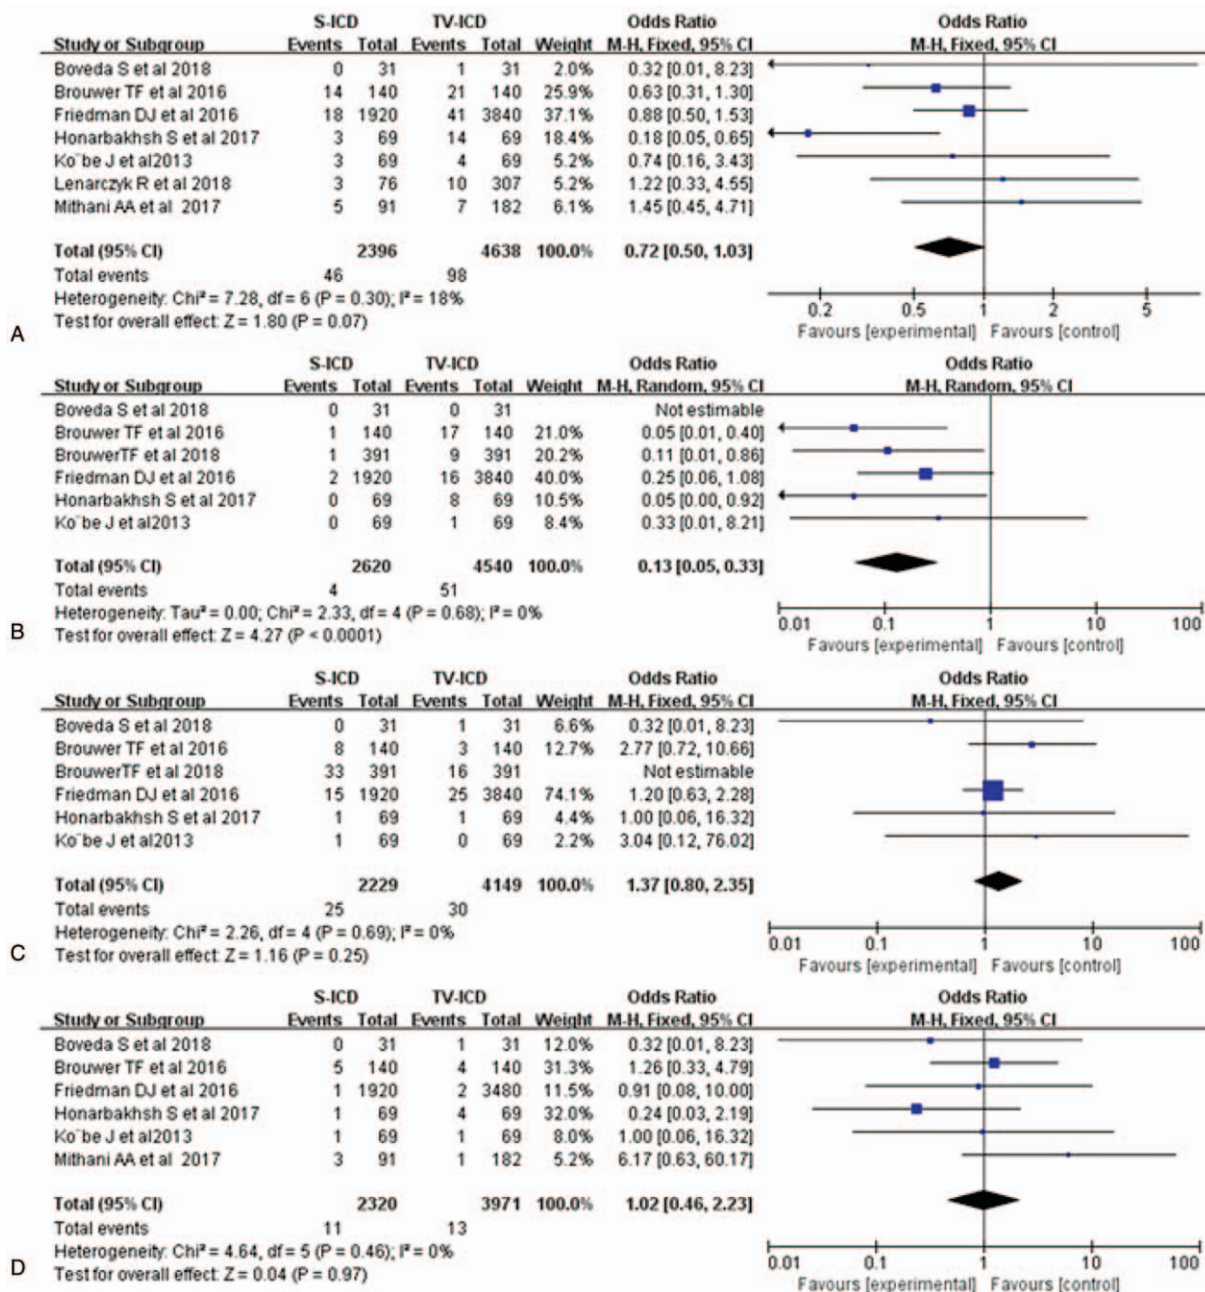 S-ICD TV-ICD Odds Ratio Odds Ratio
Study or Subgroup Events Total Events Total Weight M-H, Fixed, 95% CI M-H, Fixed, 95% CI
Boveda S et al 2018 0 31 1 31 2.0% 0.32 [0.01, 8.23]
Brouwer TF et al 2016 14 140 21 140 25.9% 0.63 [0.31, 1.30]
Friedman DJ et al 2016 18 1920 41 3840 37.1% 0.88 [0.50, 1.53]
Honarbakhsh S et al 2017 3 69 14 69 18.4% 0.18 [0.05, 0.65]
Ko¨be J et al2013 3 69 4 69 5.2% 0.74 [0.16, 3.43]
Lenarczyk R et al 2018 3 76 10 307 5.2% 1.22 [0.33, 4.55]
Mithani AA et al 2017 5 91 7 182 6.1% 1.45 [0.45, 4.71]
Total (95% CI) 2396 4638 100.0% 0.72 [0.50, 1.03]
Total events 46 98
Heterogeneity: Chi² = 7.28, df = 6 (P = 0.30); I² = 18%
Test for overall effect: Z = 1.80 (P = 0.07)
0.2 0.5 1 2 5
Favours [experimental] Favours [control]
A
S-ICD TV-ICD Odds Ratio Odds Ratio
Study or Subgroup Events Total Events Total Weight M-H, Random, 95% CI M-H, Random, 95% CI
Boveda S et al 2018 0 31 0 31 Not estimable
Brouwer TF et al 2016 1 140 17 140 21.0% 0.05 [0.01, 0.40]
BrouwerTF et al 2018 1 391 9 391 20.2% 0.11 [0.01, 0.86]
Friedman DJ et al 2016 2 1920 16 3840 40.0% 0.25 [0.06, 1.08]
Honarbakhsh S et al 2017 0 69 8 69 10.5% 0.05 [0.00, 0.92]
Ko¨be J et al2013 0 69 1 69 8.4% 0.33 [0.01, 8.21]
Total (95% CI) 2620 4540 100.0% 0.13 [0.05, 0.33]
Total events 4 51
Heterogeneity: Tau² = 0.00; Chi² = 2.33, df = 4 (P = 0.68); I² = 0%
Test for overall effect: Z = 4.27 (P < 0.0001)
0.01 0.1 1 10 100
Favours [experimental] Favours [control]
B
S-ICD TV-ICD Odds Ratio Odds Ratio
Study or Subgroup Events Total Events Total Weight M-H, Fixed, 95% CI M-H, Fixed, 95% CI
Boveda S et al 2018 0 31 1 31 6.6% 0.32 [0.01, 8.23]
Brouwer TF et al 2016 8 140 3 140 12.7% 2.77 [0.72, 10.66]
BrouwerTF et al 2018 33 391 16 391 Not estimable
Friedman DJ et al 2016 15 1920 25 3840 74.1% 1.20 [0.63, 2.28]
Honarbakhsh S et al 2017 1 69 1 69 4.4% 1.00 [0.06, 16.32]
Ko¨be J et al2013 1 69 0 69 2.2% 3.04 [0.12, 76.02]
Total (95% CI) 2229 4149 100.0% 1.37 [0.80, 2.35]
Total events 25 30
Heterogeneity: Chi² = 2.26, df = 4 (P = 0.69); I² = 0%
Test for overall effect: Z = 1.16 (P = 0.25)
0.01 0.1 1 10 100
Favours [experimental] Favours [control]
C
S-ICD TV-ICD Odds Ratio Odds Ratio
Study or Subgroup Events Total Events Total Weight M-H, Fixed, 95% CI M-H, Fixed, 95% CI
Boveda S et al 2018 0 31 1 31 12.0% 0.32 [0.01, 8.23]
Brouwer TF et al 2016 5 140 4 140 31.3% 1.26 [0.33, 4.79]
Friedman DJ et al 2016 1 1920 2 3480 11.5% 0.91 [0.08, 10.00]
Honarbakhsh S et al 2017 1 69 4 69 32.0% 0.24 [0.03, 2.19]
Ko¨be J et al2013 1 69 1 69 8.0% 1.00 [0.06, 16.32]
Mithani AA et al 2017 3 91 1 182 5.2% 6.17 [0.63, 60.17]
Total (95% CI) 2320 3971 100.0% 1.02 [0.46, 2.23]
Total events 11 13
Heterogeneity: Chi² = 4.64, df = 5 (P = 0.46); I² = 0%
Test for overall effect: Z = 0.04 (P = 0.97)
0.01 0.1 1 10 100
Favours [experimental] Favours [control]
D